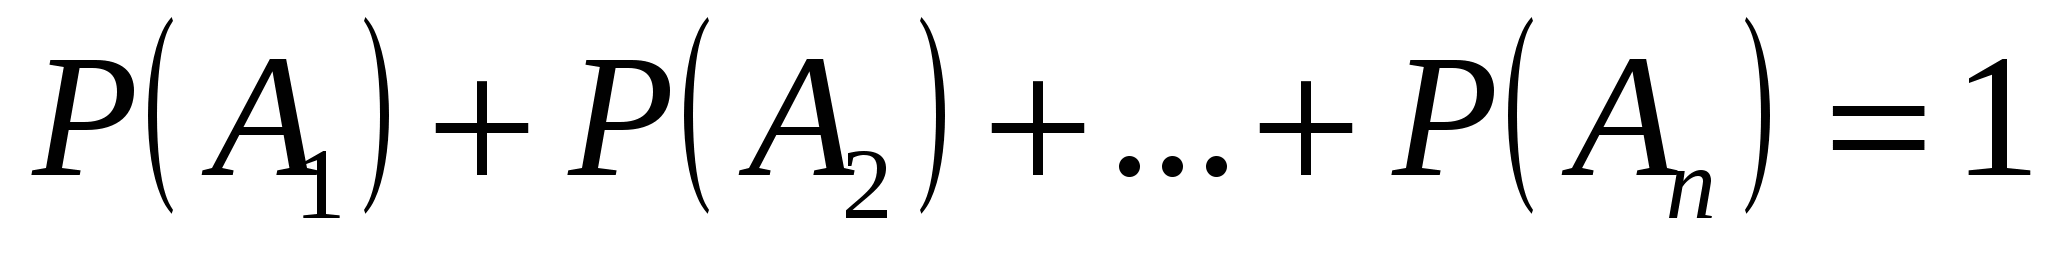 P(A₁) + P(A₂) + ... + P(Aₙ) = 1